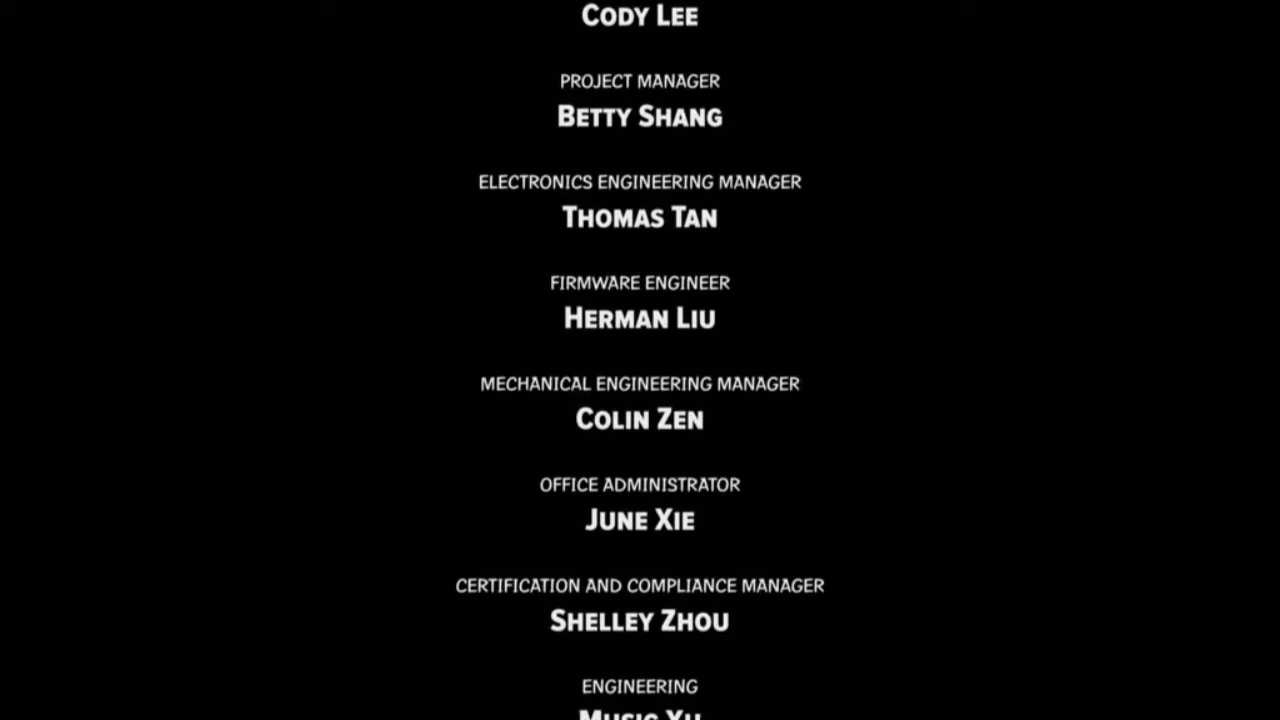 Cody Lee
PROJECT MANAGER
Betty Shang
ELECTRONICS ENGINEERING MANAGER
Thomas Tan
FIRMWARE ENGINEER
Herman Liu
MECHANICAL ENGINEERING MANAGER
Colin Zen
OFFICE ADMINISTRATOR
June Xie
CERTIFICATION AND COMPLIANCE MANAGER
Shelley Zhou
ENGINEERING